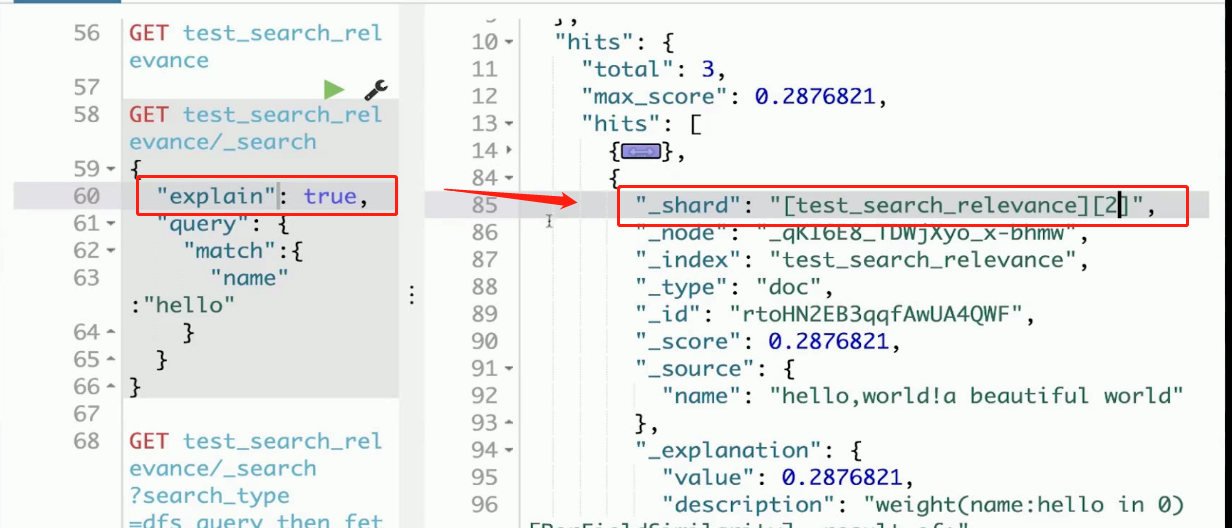 56 GET test_search_rel
evance
57
58 GET test_search_rel
evance/_search
59 {
60 "explain": true,
61 "query": {
62 "match":{
63 "name"
:"hello"
64 }
65 }
66 }
67
68 GET test_search_rel
evance/_search
?search_type
=dfs_query_then_fet
10 "hits": {
11 "total": 3,
12 "max_score": 0.2876821,
13 "hits": [
14 {},
84 {
85 "_shard": "[test_search_relevance][2]",
86 "_node": "_qKI6E8_TDWjXyo_x-bhmw",
87 "_index": "test_search_relevance",
88 "_type": "doc",
89 "_id": "rtoHN2EB3qqfAwUA4QWF",
90 "_score": 0.2876821,
91 "_source": {
92 "name": "hello,world!a beautiful world"
93 },
94 "_explanation": {
95 "value": 0.2876821,
96 "description": "weight(name:hello in 0)